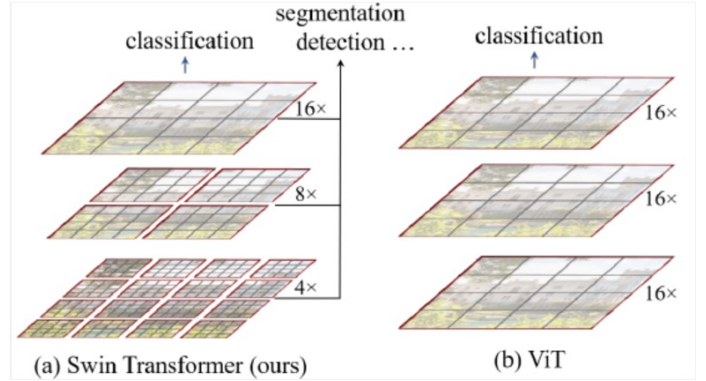 segmentation
classification
detection ...
classification
16×
16×
8×
16×
4×
16×
(a) Swin Transformer (ours)
(b) ViT